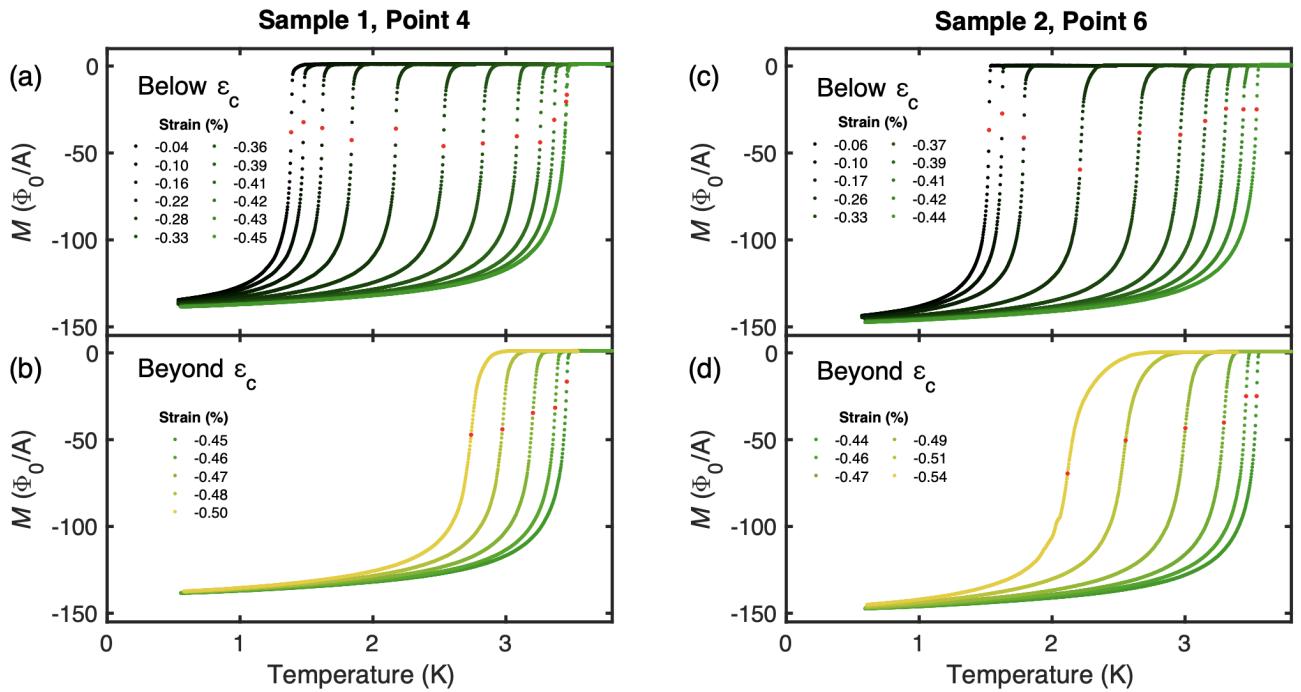 Sample 1, Point 4
Sample 2, Point 6
(a)
Below εc
Strain (%)
-0.04 -0.36
-0.10 -0.39
-0.16 -0.41
-0.22 -0.42
-0.28 -0.43
-0.33 -0.45
0
-50
-100
-150
M (Φ0/A)
(c)
Below εc
Strain (%)
-0.06 -0.37
-0.10 -0.39
-0.17 -0.41
-0.26 -0.42
-0.33 -0.44
0
-50
-100
-150
M (Φ0/A)
(b)
Beyond εc
Strain (%)
-0.45
-0.46
-0.47
-0.48
-0.50
0
-50
-100
-150
M (Φ0/A)
0 1 2 3
Temperature (K)
(d)
Beyond εc
Strain (%)
-0.44 -0.49
-0.46 -0.51
-0.47 -0.54
0
-50
-100
-150
M (Φ0/A)
0 1 2 3
Temperature (K)